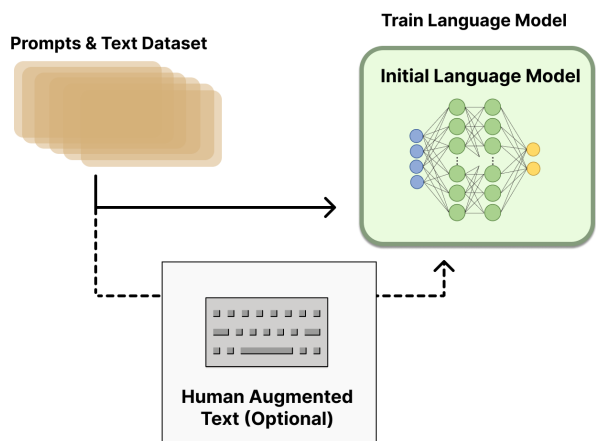 Train Language Model
Prompts & Text Dataset
Initial Language Model
Human Augmented
Text (Optional)